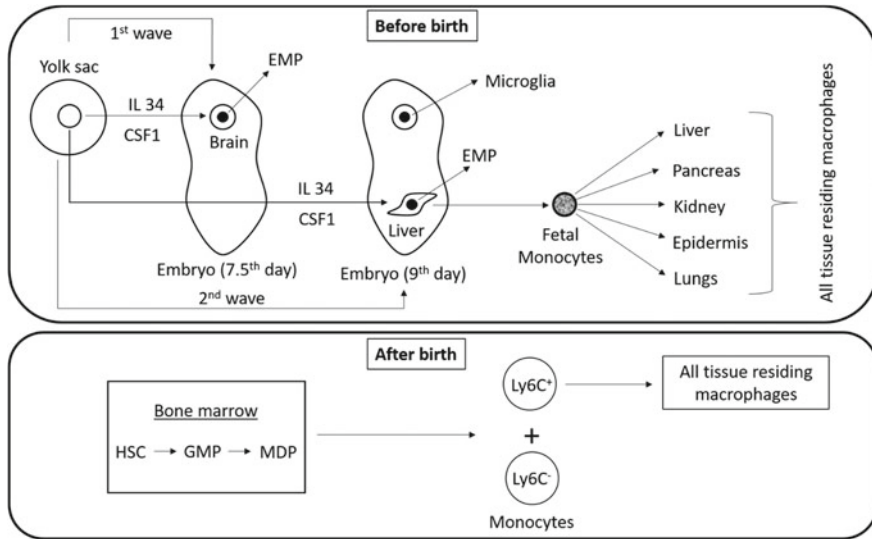 Before birth
1st wave
Yolk sac
EMP
IL 34
CSF1
Brain
Embryo (7.5th day)
2nd wave
Microglia
EMP
IL 34
CSF1
Liver
Embryo (9th day)
Fetal
Monocytes
Liver
Pancreas
Kidney
Epidermis
Lungs
All tissue residing macrophages
After birth
Bone marrow
HSC GMP MDP
Ly6C+
+
Ly6C-
Monocytes
All tissue residing
macrophages